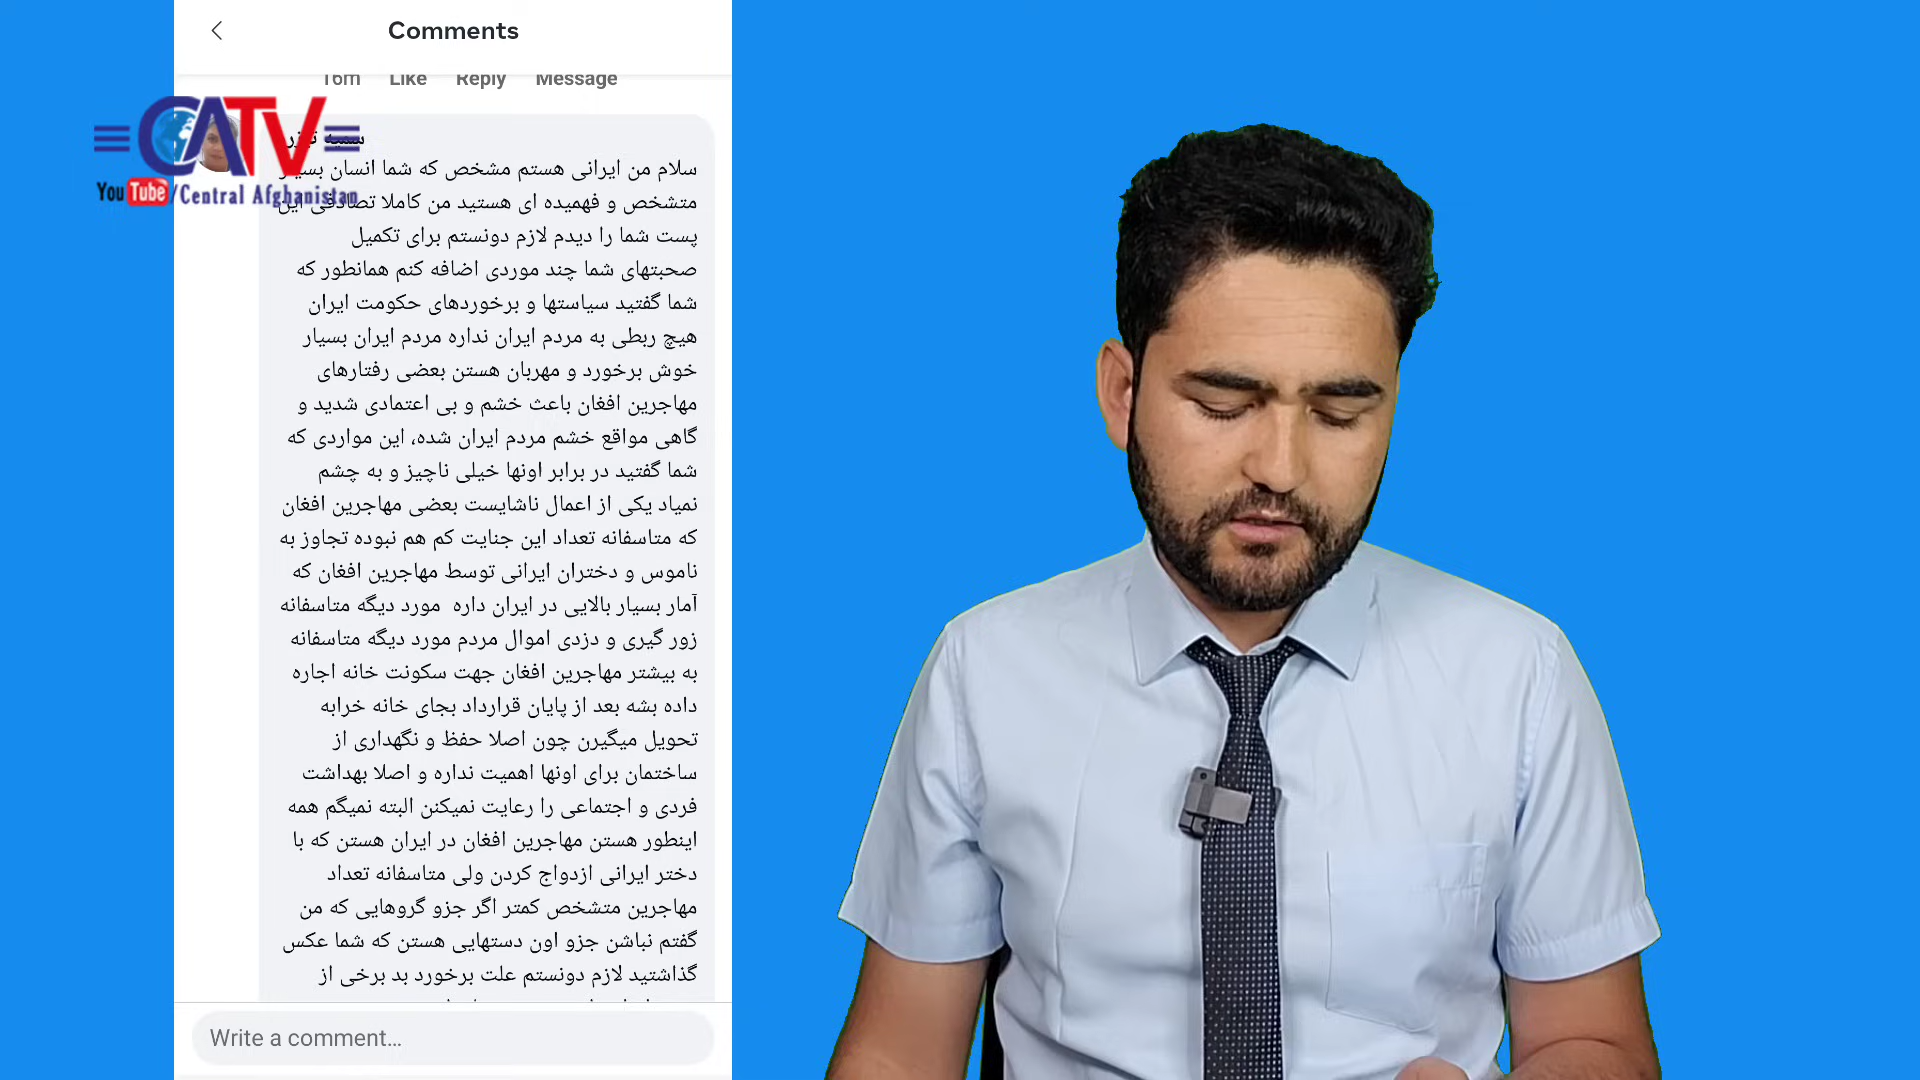 Comments
16m Like Reply Message
CATV
YouTube/Central Afghanistan
سمیه
سلام من ایرانی هستم مشخص که شما انسان بسیار
متشخص و فهمیده ای هستید من کاملا تصادفی این
پست شما را دیدم لازم دونستم برای تکمیل
صحبتهای شما چند موردی اضافه کنم همانطور که
شما گفتید سیاستها و برخوردهای حکومت ایران
هیچ ربطی به مردم ایران نداره مردم ایران بسیار
خوش برخورد و مهربان هستن بعضی رفتارهای
مهاجرین افغان باعث خشم و بی اعتمادی شدید و
گاهی مواقع خشم مردم ایران شده، این مواردی که
شما گفتید در برابر اونها خیلی ناچیز و به چشم
نمیاد یکی از اعمال ناشایست بعضی مهاجرین افغان
که متاسفانه تعداد این جنایت کم هم نبوده تجاوز به
ناموس و دختران ایرانی توسط مهاجرین افغان که
آمار بسیار بالایی در ایران داره مورد دیگه متاسفانه
زور گیری و دزدی اموال مردم مورد دیگه متاسفانه
به بیشتر مهاجرین افغان جهت سکونت خانه اجاره
داده بشه بعد از پایان قرارداد بجای خانه خرابه
تحویل میگیرن چون اصلا حفظ و نگهداری از
ساختمان برای اونها اهمیت نداره و اصلا بهداشت
فردی و اجتماعی را رعایت نمیکنن البته نمیگم همه
اینطور هستن مهاجرین افغان در ایران هستن که با
دختر ایرانی ازدواج کردن ولی متاسفانه تعداد
مهاجرین متشخص کمتر اگر جزو گروهایی که من
گفتم نباشن جزو اون دستهایی هستن که شما عکس
گذاشتید لازم دونستم علت برخورد بد برخی از
Write a comment...